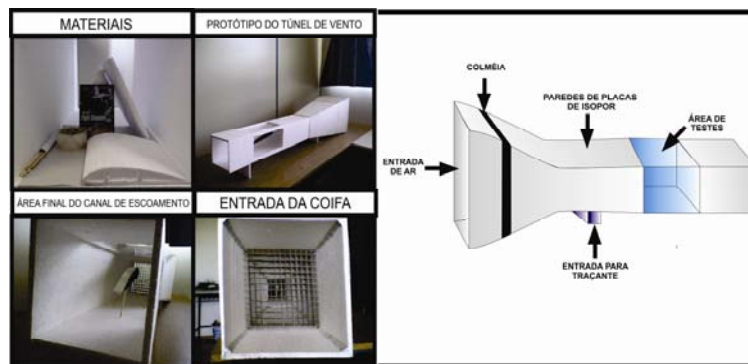 MATERIAIS
PROTÓTIPO DO TÚNEL DE VENTO
ÁREA FINAL DO CANAL DE ESCOAMENTO
ENTRADA DA COIFA
COLMÉIA
PAREDES DE PLACAS
DE ISOPOR
ÁREA DE
TESTES
ENTRADA
DE AR
ENTRADA PARA
TRAÇANTE